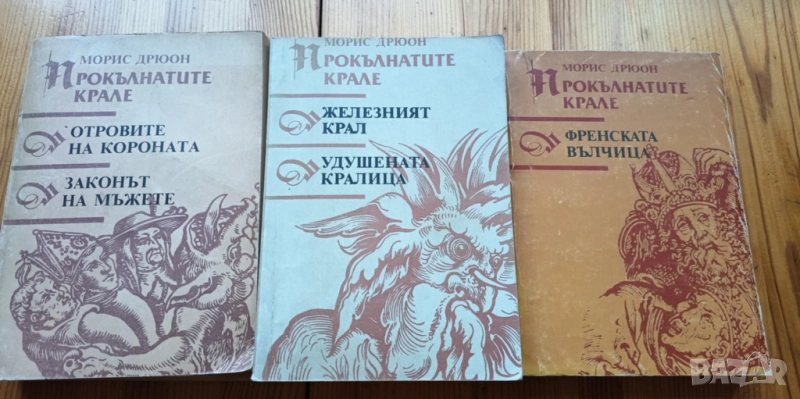 МОРИС ДРЮОН
ПРОКЪЛНАТИТЕ
КРАЛЕ
ОТРОВИТЕ
НА КОРОНАТА
ЗАКОНЪТ
НА МЪЖЕТЕ
МОРИС ДРЮОН
ПРОКЪЛНАТИТЕ
КРАЛЕ
ЖЕЛЕЗНИЯТ
КРАЛ
УДУШЕНАТА
КРАЛИЦА
МОРИС ДРЮОН
ПРОКЪЛНАТИТЕ
КРАЛЕ
ФРЕНСКАТА
ВЪЛЧИЦА
BAZAR